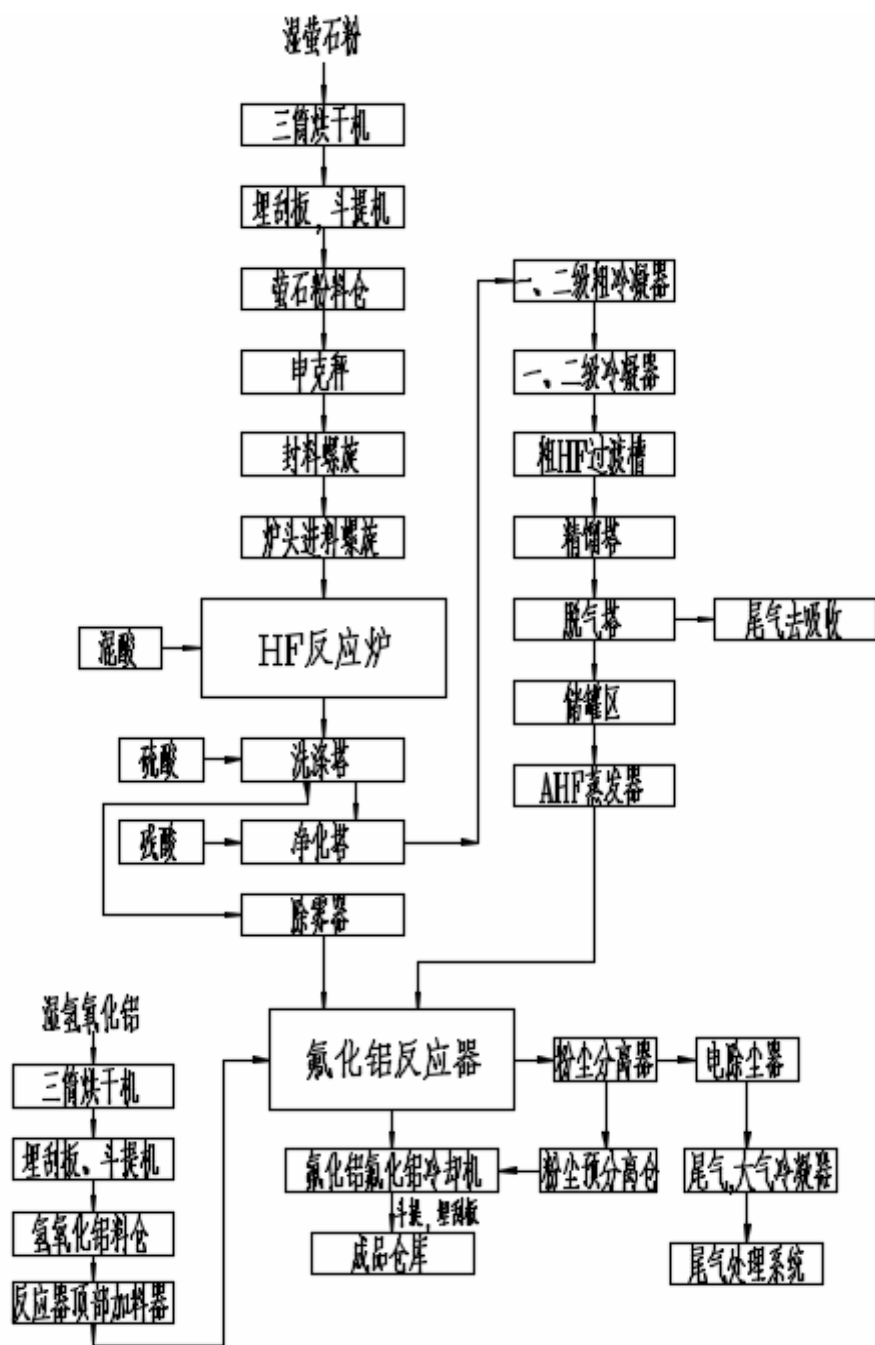 湿萤石粉
三筒烘干机
埋刮板,斗提机
萤石粉料仓
申克秤
封料螺旋
炉头进料螺旋
混酸
HF反应炉
硫酸
洗涤塔
残酸
净化塔
除雾器
一、二级粗冷凝器
一、二级冷凝器
粗HF过渡槽
精馏塔
脱气塔
尾气去吸收
储罐区
AHF蒸发器
湿氢氧化铝
三筒烘干机
埋刮板、斗提机
氢氧化铝料仓
反应器顶部加料器
氟化铝反应器
粉尘分离器
电除尘器
氟化铝氟化铝冷却机
粉尘预分离仓
尾气,大气冷凝器
斗提,埋刮板
成品仓库
尾气处理系统